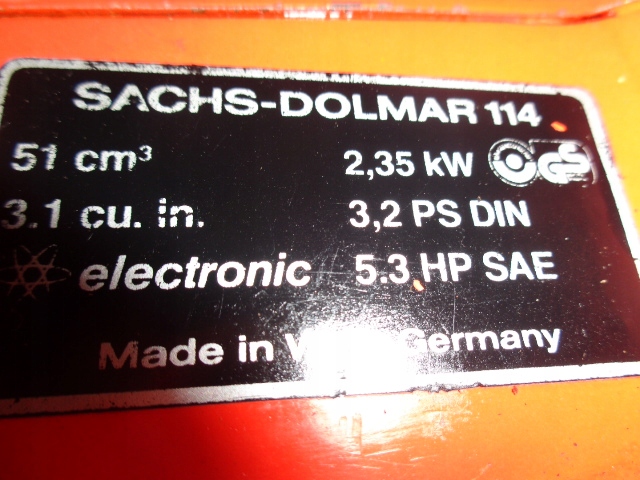 SACHS-DOLMAR 114
51 cm³ 2,35 kW GS
3.1 cu. in. 3,2 PS DIN
electronic 5.3 HP SAE
Made in Germany